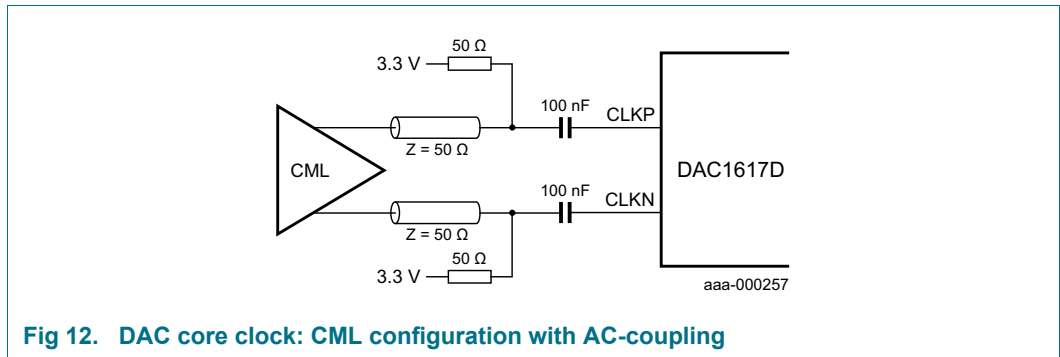 50 Ω
3.3 V
100 nF
CLKP
Z = 50 Ω
CML
DAC1617D
100 nF
CLKN
Z = 50 Ω
50 Ω
3.3 V
aaa-000257
Fig 12. DAC core clock: CML configuration with AC-coupling